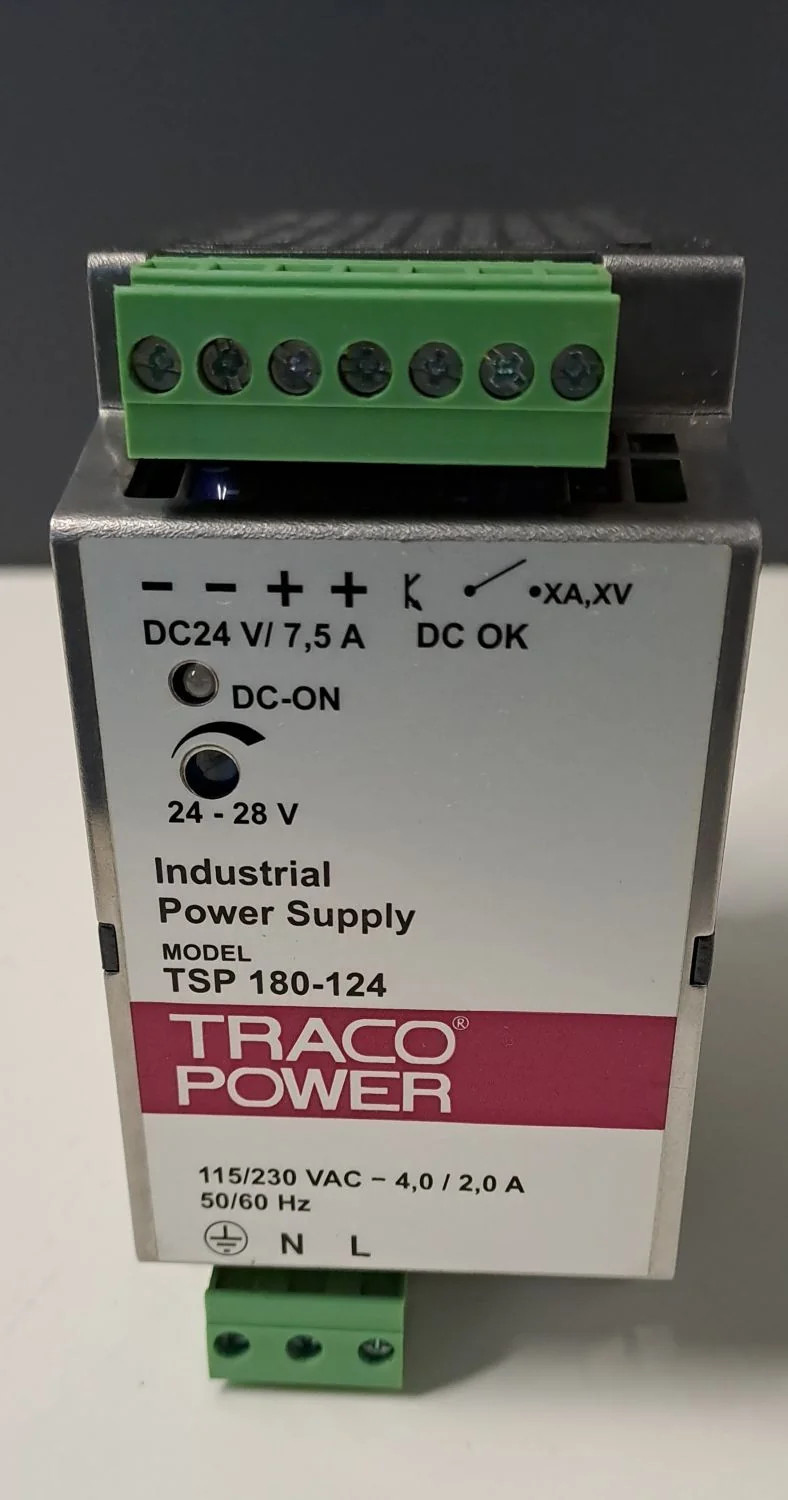 − − + + XA,XV
DC24 V/ 7,5 A DC OK
DC-ON
24 - 28 V
Industrial
Power Supply
MODEL
TSP 180-124
TRACO®
POWER
115/230 VAC ~ 4,0 / 2,0 A
50/60 Hz
N L